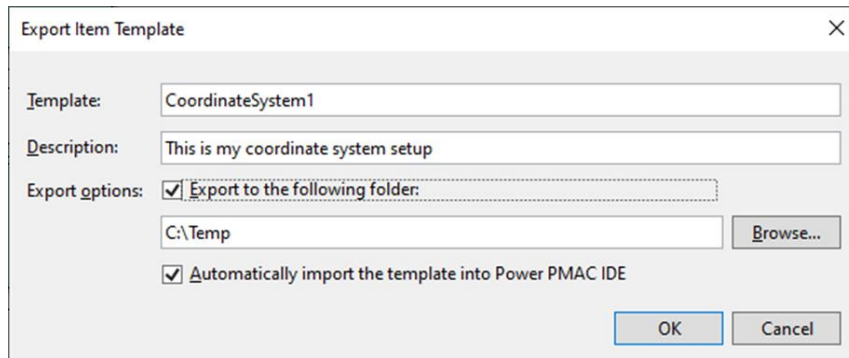 Export Item Template
Template: CoordinateSystem1
Description: This is my coordinate system setup
Export options: Export to the following folder:
C:\Temp Browse...
Automatically import the template into Power PMAC IDE
OK Cancel